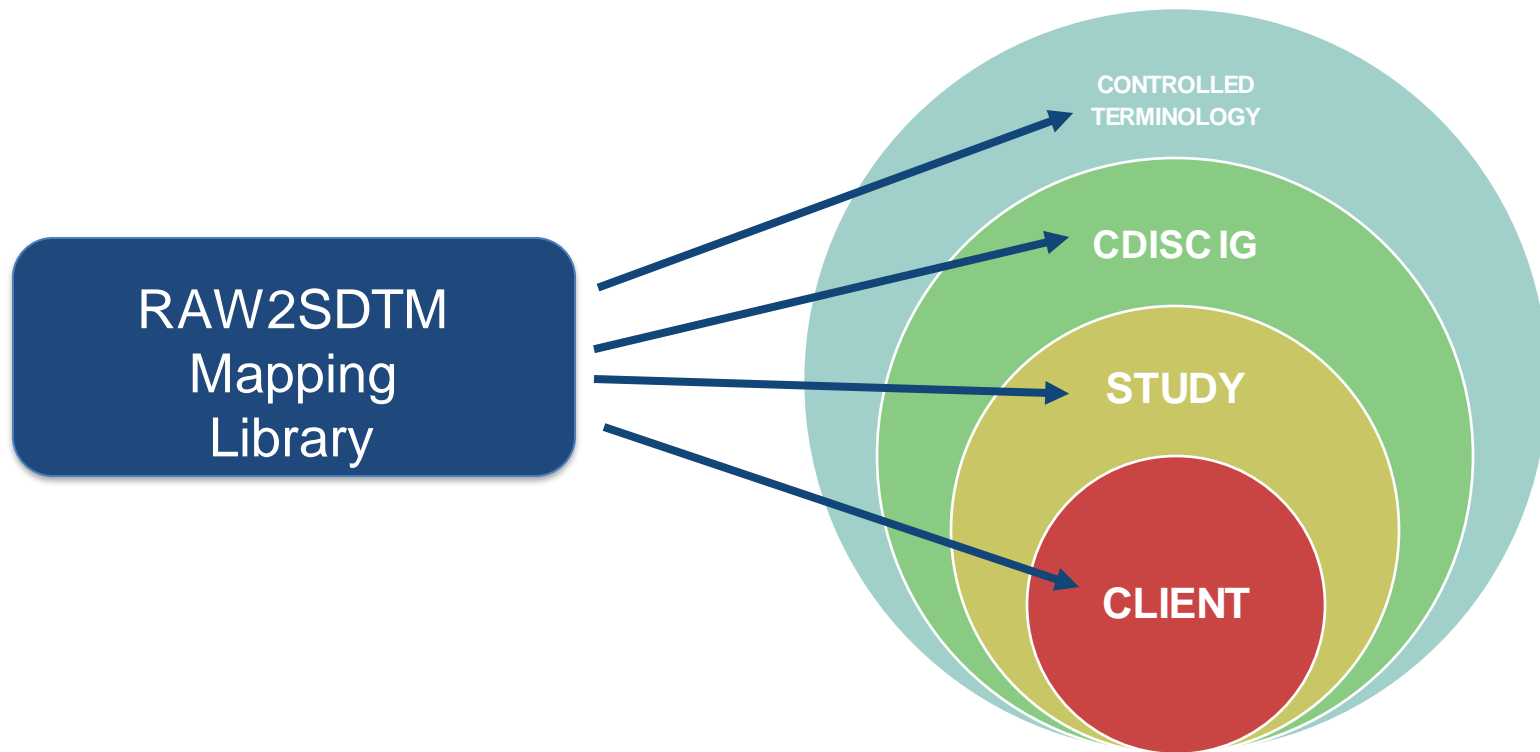 RAW2SDTM
Mapping
Library
CONTROLLED
TERMINOLOGY
CDISC IG
STUDY
CLIENT